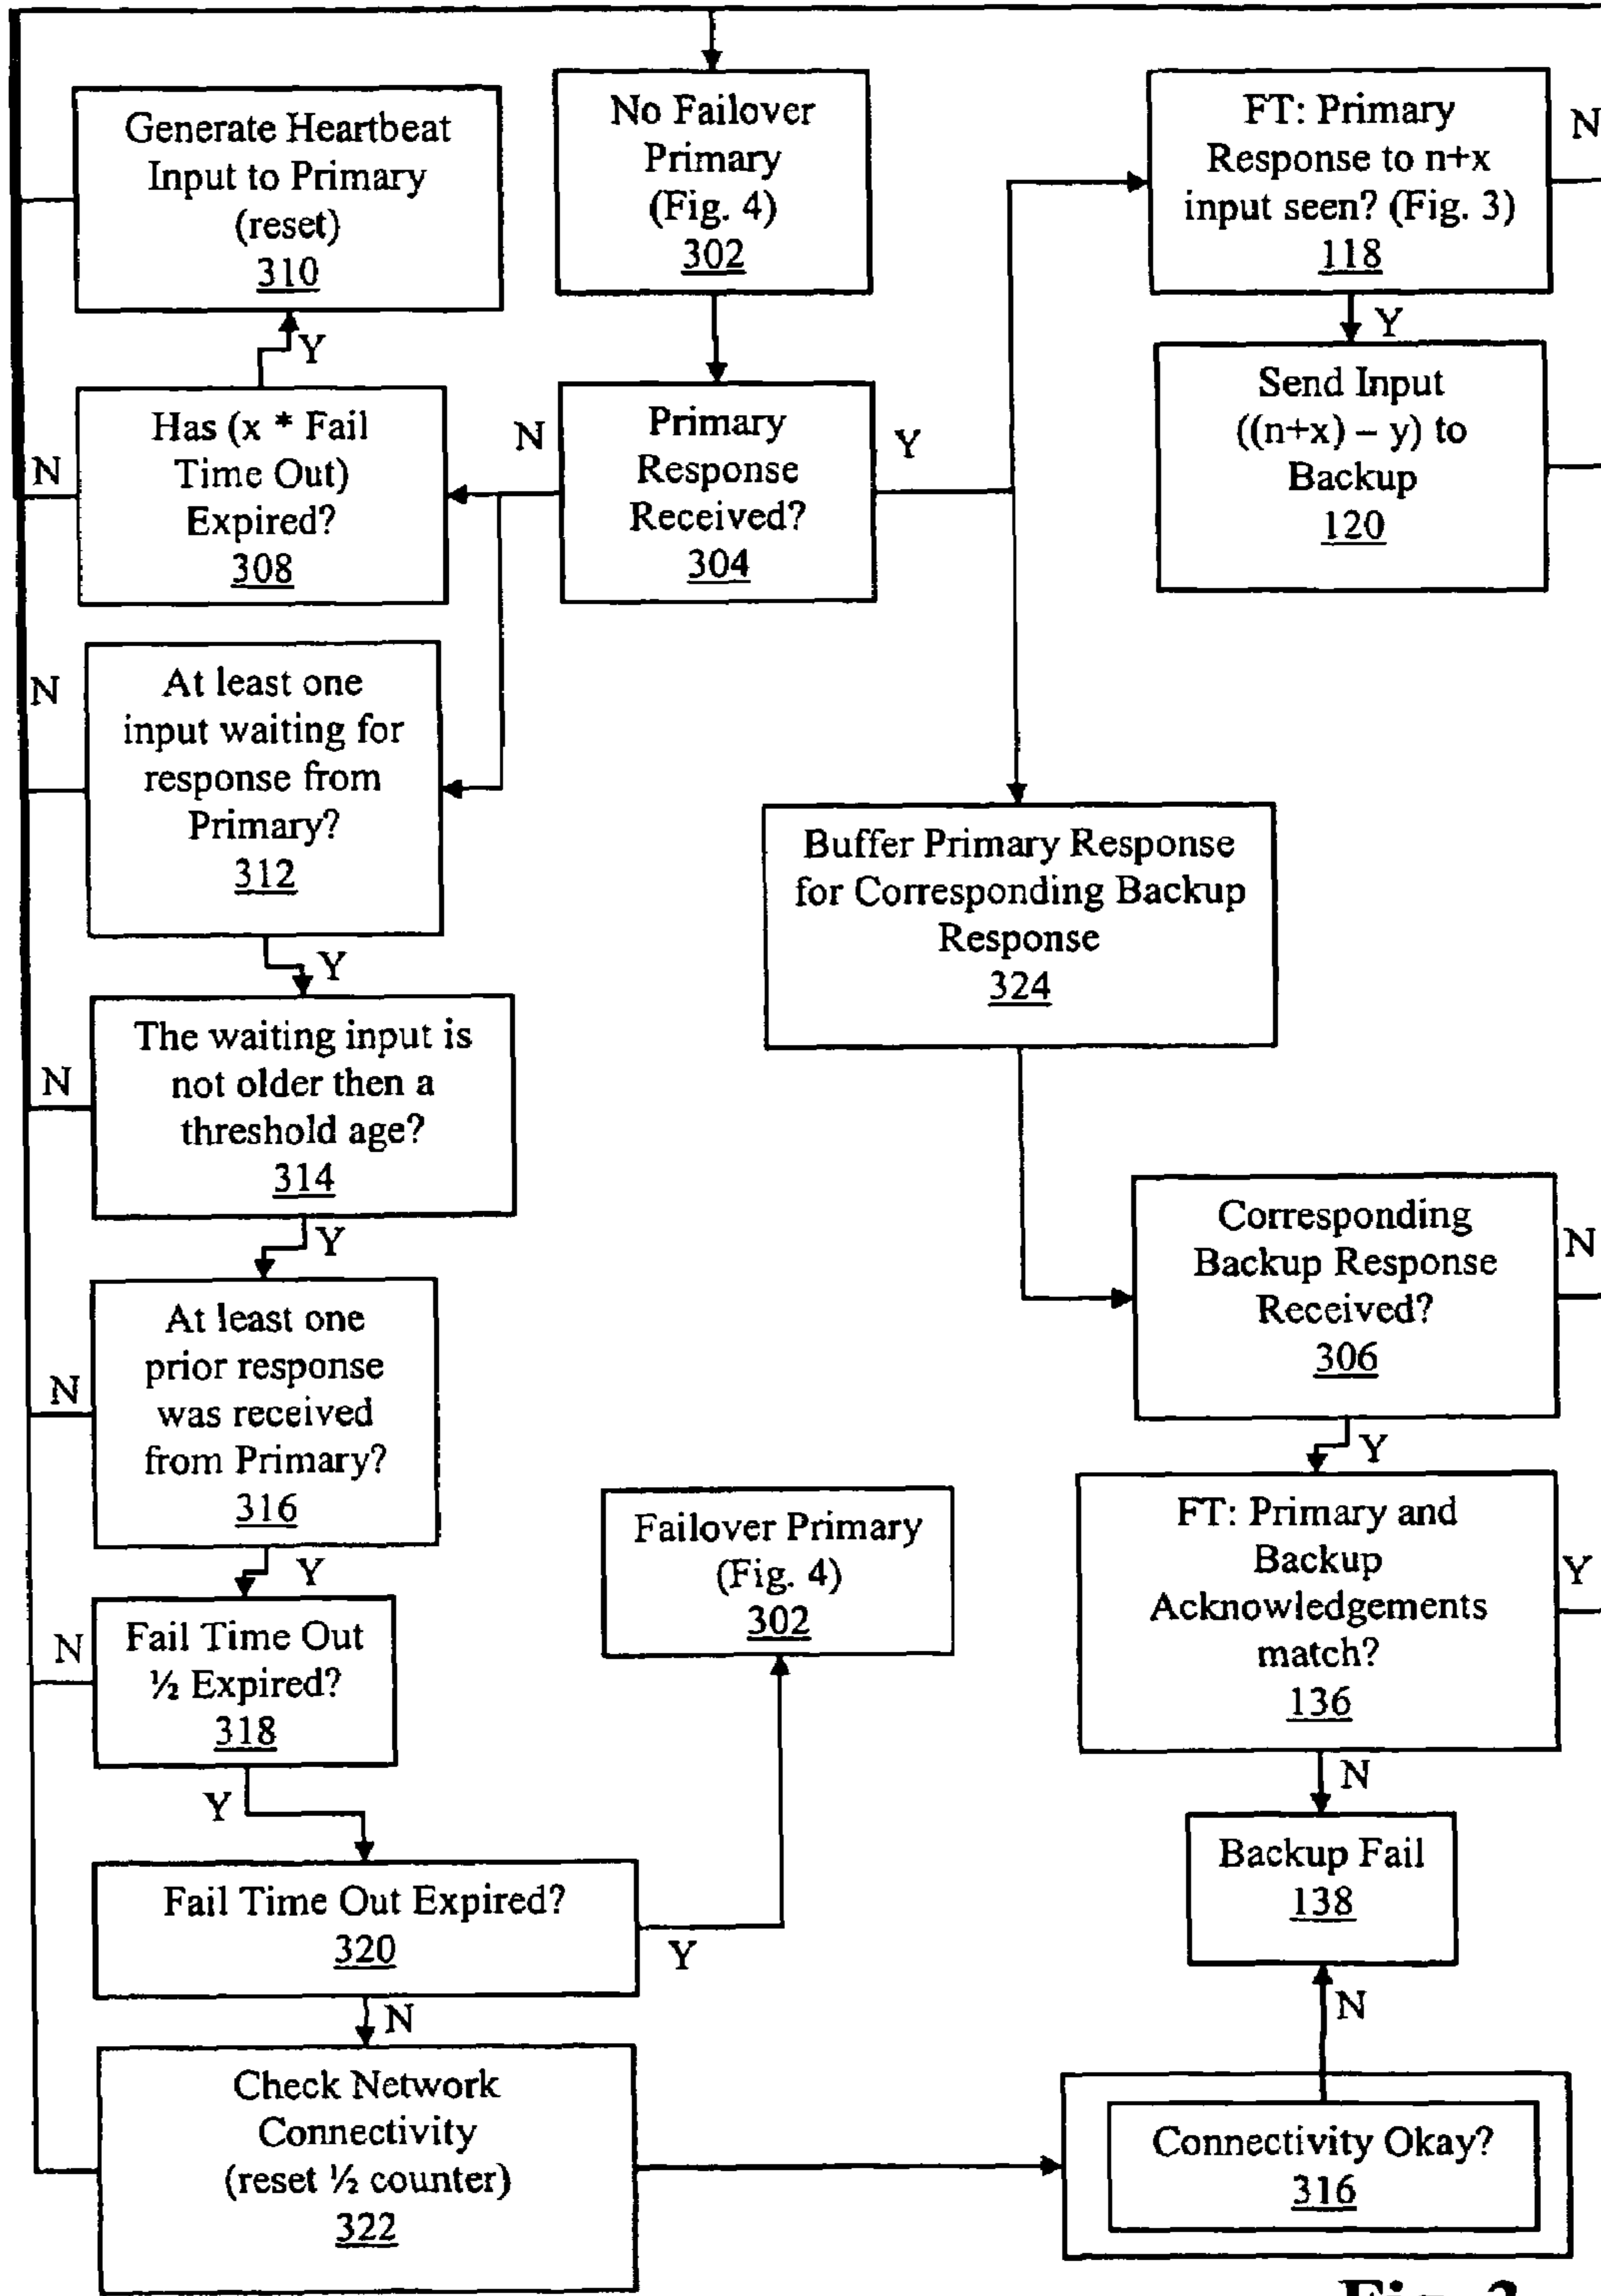 Generate Heartbeat
Input to Primary
(reset)
310
No Failover
Primary
(Fig. 4)
302
FT: Primary
Response to n+x
input seen? (Fig. 3)
118
N
Y
Y
Has (x * Fail
Time Out)
Expired?
308
N
N
Primary
Response
Received?
304
Y
Send Input
((n+x) – y) to
Backup
120
At least one
input waiting for
response from
Primary?
312
N
Y
Buffer Primary Response
for Corresponding Backup
Response
324
The waiting input is
not older then a
threshold age?
314
N
Y
Corresponding
Backup Response
Received?
306
N
Y
At least one
prior response
was received
from Primary?
316
N
Y
Failover Primary
(Fig. 4)
302
FT: Primary and
Backup
Acknowledgements
match?
136
Y
N
Fail Time Out
½ Expired?
318
N
Y
Backup Fail
138
Fail Time Out Expired?
320
Y
N
N
Check Network
Connectivity
(reset ½ counter)
322
Connectivity Okay?
316